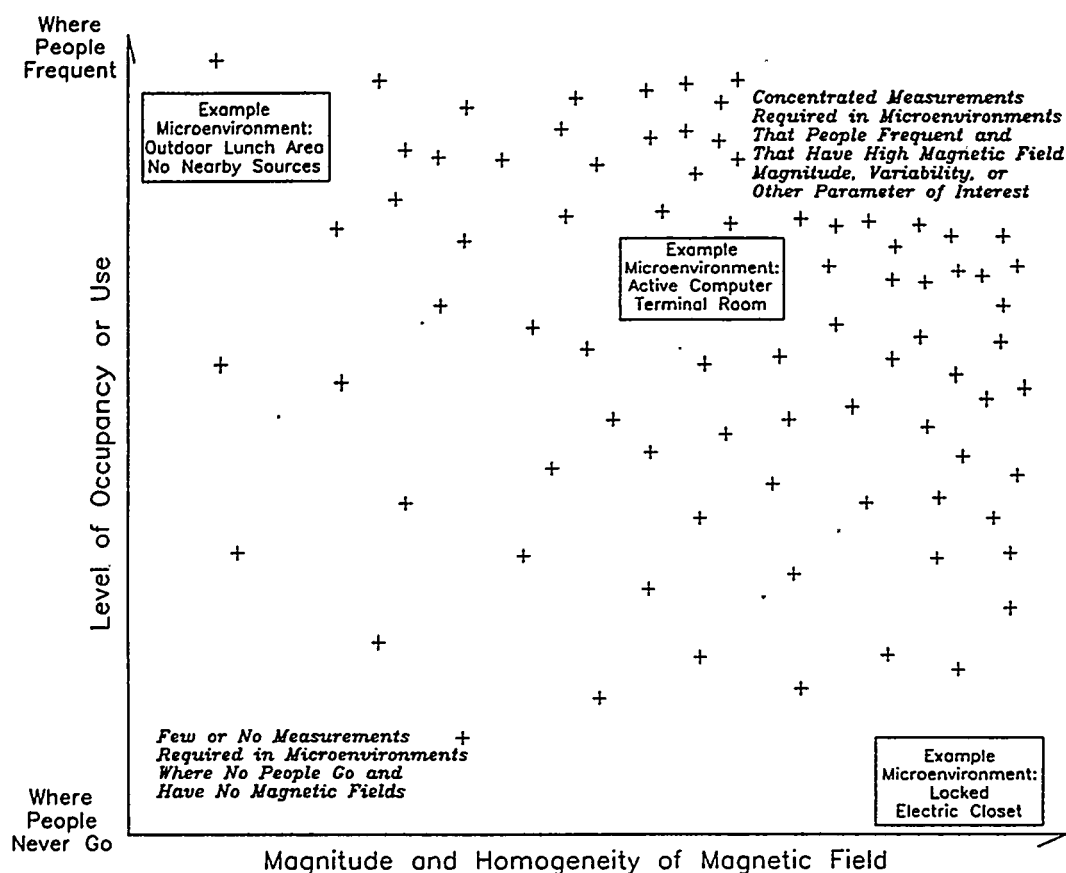 Where
People
Frequent
Example
Microenvironment:
Outdoor Lunch Area
No Nearby Sources
Concentrated Measurements
Required in Microenvironments
That People Frequent and
That Have High Magnetic Field
Magnitude, Variability, or
Other Parameter of Interest
Example
Microenvironment:
Active Computer
Terminal Room
Level of Occupancy or Use
Few or No Measurements
Required in Microenvironments
Where No People Go and
Have No Magnetic Fields
Example
Microenvironment:
Locked
Electric Closet
Where
People
Never Go
Magnitude and Homogeneity of Magnetic Field